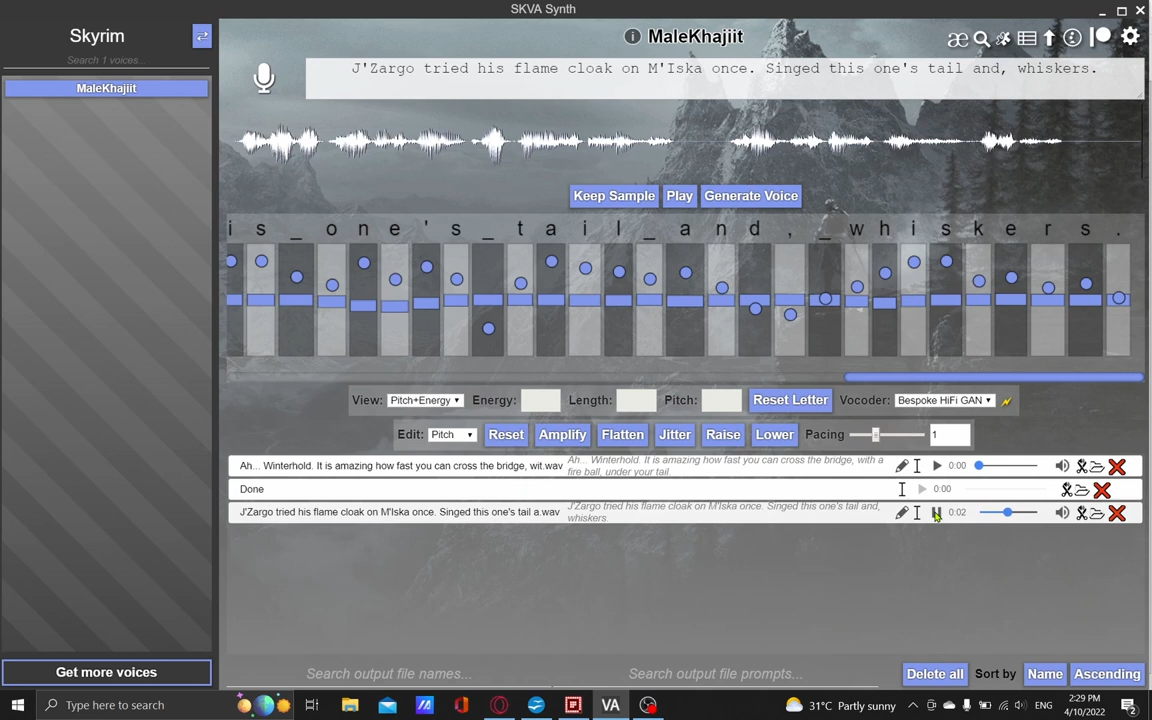 SKVA Synth
Skyrim
Search 1 voices...
MaleKhajiit
Get more voices
MaleKhajiit
J'Zargo tried his flame cloak on M'Iska once. Singed this one's tail and, whiskers.
Keep Sample Play Generate Voice
i s _ o n e ' s _ t a i l _ a n d , _ w h i s k e r s .
View: Pitch+Energy Energy: Length: Pitch: Reset Letter Vocoder: Bespoke HiFi GAN
Edit: Pitch Reset Amplify Flatten Jitter Raise Lower Pacing 1
Ah... Winterhold. It is amazing how fast you can cross the bridge, wit.wav Ah... Winterhold. It is amazing how fast you can cross the bridge, with a 0:00
fire ball, under your tail.
Done 0:00
J'Zargo tried his flame cloak on M'Iska once. Singed this one's tail a.wav J'Zargo tried his flame cloak on M'Iska once. Singed this one's tail and, 0:02
whiskers.
Search output file names... Search output file prompts... Delete all Sort by Name Ascending
Type here to search VA 31°C Partly sunny ENG 2:29 PM
4/10/2022 2